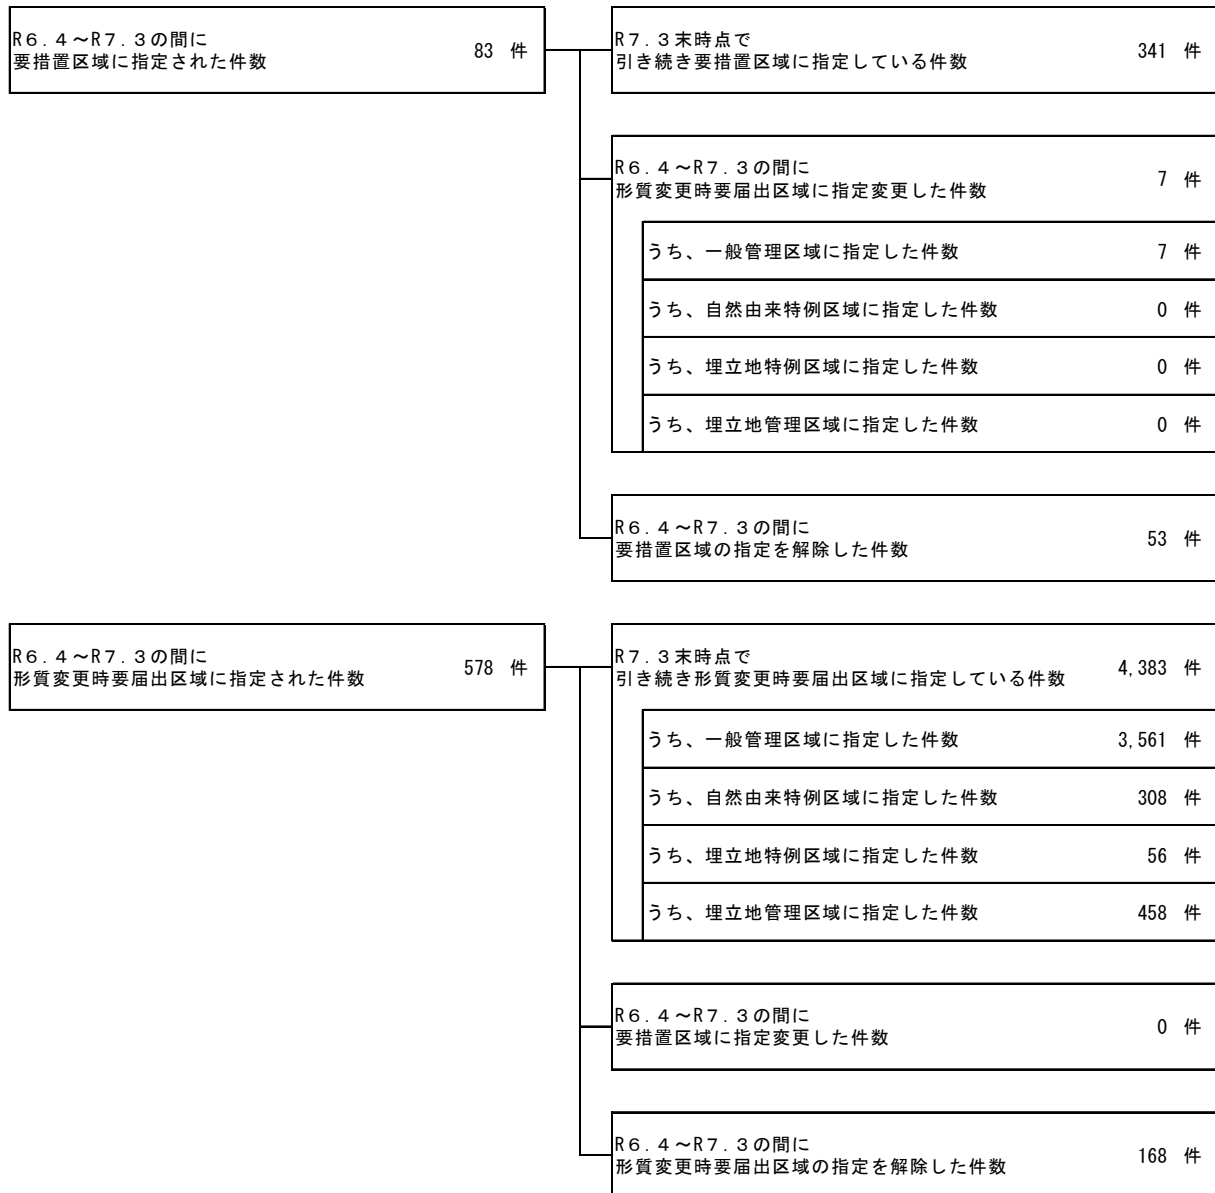 R６.４～R７.３の間に
要措置区域に指定された件数 83 件
R７.３末時点で
引き続き要措置区域に指定している件数 341 件
R６.４～R７.３の間に
形質変更時要届出区域に指定変更した件数 7 件
うち、一般管理区域に指定した件数 7 件
うち、自然由来特例区域に指定した件数 0 件
うち、埋立地特例区域に指定した件数 0 件
うち、埋立地管理区域に指定した件数 0 件
R６.４～R７.３の間に
要措置区域の指定を解除した件数 53 件
R６.４～R７.３の間に
形質変更時要届出区域に指定された件数 578 件
R７.３末時点で
引き続き形質変更時要届出区域に指定している件数 4,383 件
うち、一般管理区域に指定した件数 3,561 件
うち、自然由来特例区域に指定した件数 308 件
うち、埋立地特例区域に指定した件数 56 件
うち、埋立地管理区域に指定した件数 458 件
R６.４～R７.３の間に
要措置区域に指定変更した件数 0 件
R６.４～R７.３の間に
形質変更時要届出区域の指定を解除した件数 168 件